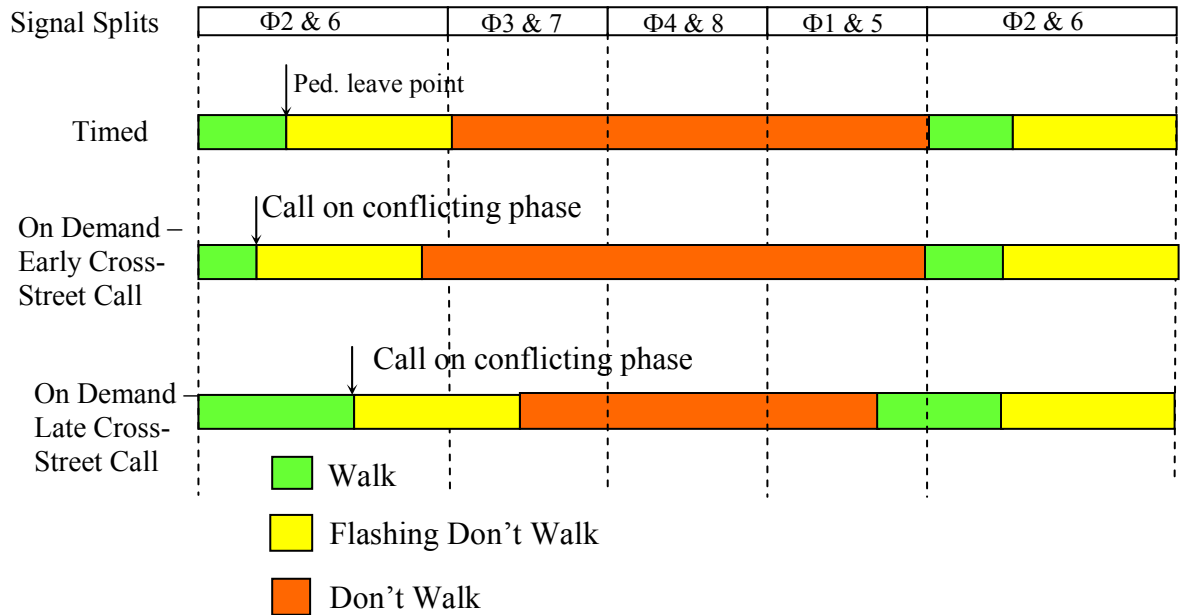 Signal Splits
Φ2 & 6
Φ3 & 7
Φ4 & 8
Φ1 & 5
Φ2 & 6
Ped. leave point
Timed
Call on conflicting phase
On Demand –
Early Cross-
Street Call
Call on conflicting phase
On Demand –
Late Cross-
Street Call
Walk
Flashing Don’t Walk
Don’t Walk